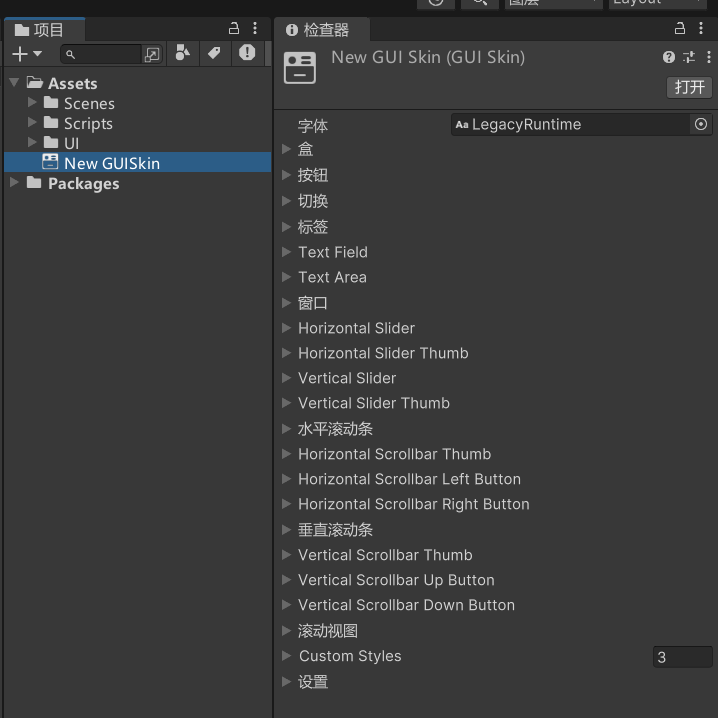 图层
Layout
项目
Assets
Scenes
Scripts
UI
New GUISkin
Packages
检查器
New GUI Skin (GUI Skin)
打开
字体
Aa LegacyRuntime
盒
按钮
切换
标签
Text Field
Text Area
窗口
Horizontal Slider
Horizontal Slider Thumb
Vertical Slider
Vertical Slider Thumb
水平滚动条
Horizontal Scrollbar Thumb
Horizontal Scrollbar Left Button
Horizontal Scrollbar Right Button
垂直滚动条
Vertical Scrollbar Thumb
Vertical Scrollbar Up Button
Vertical Scrollbar Down Button
滚动视图
Custom Styles 3
设置